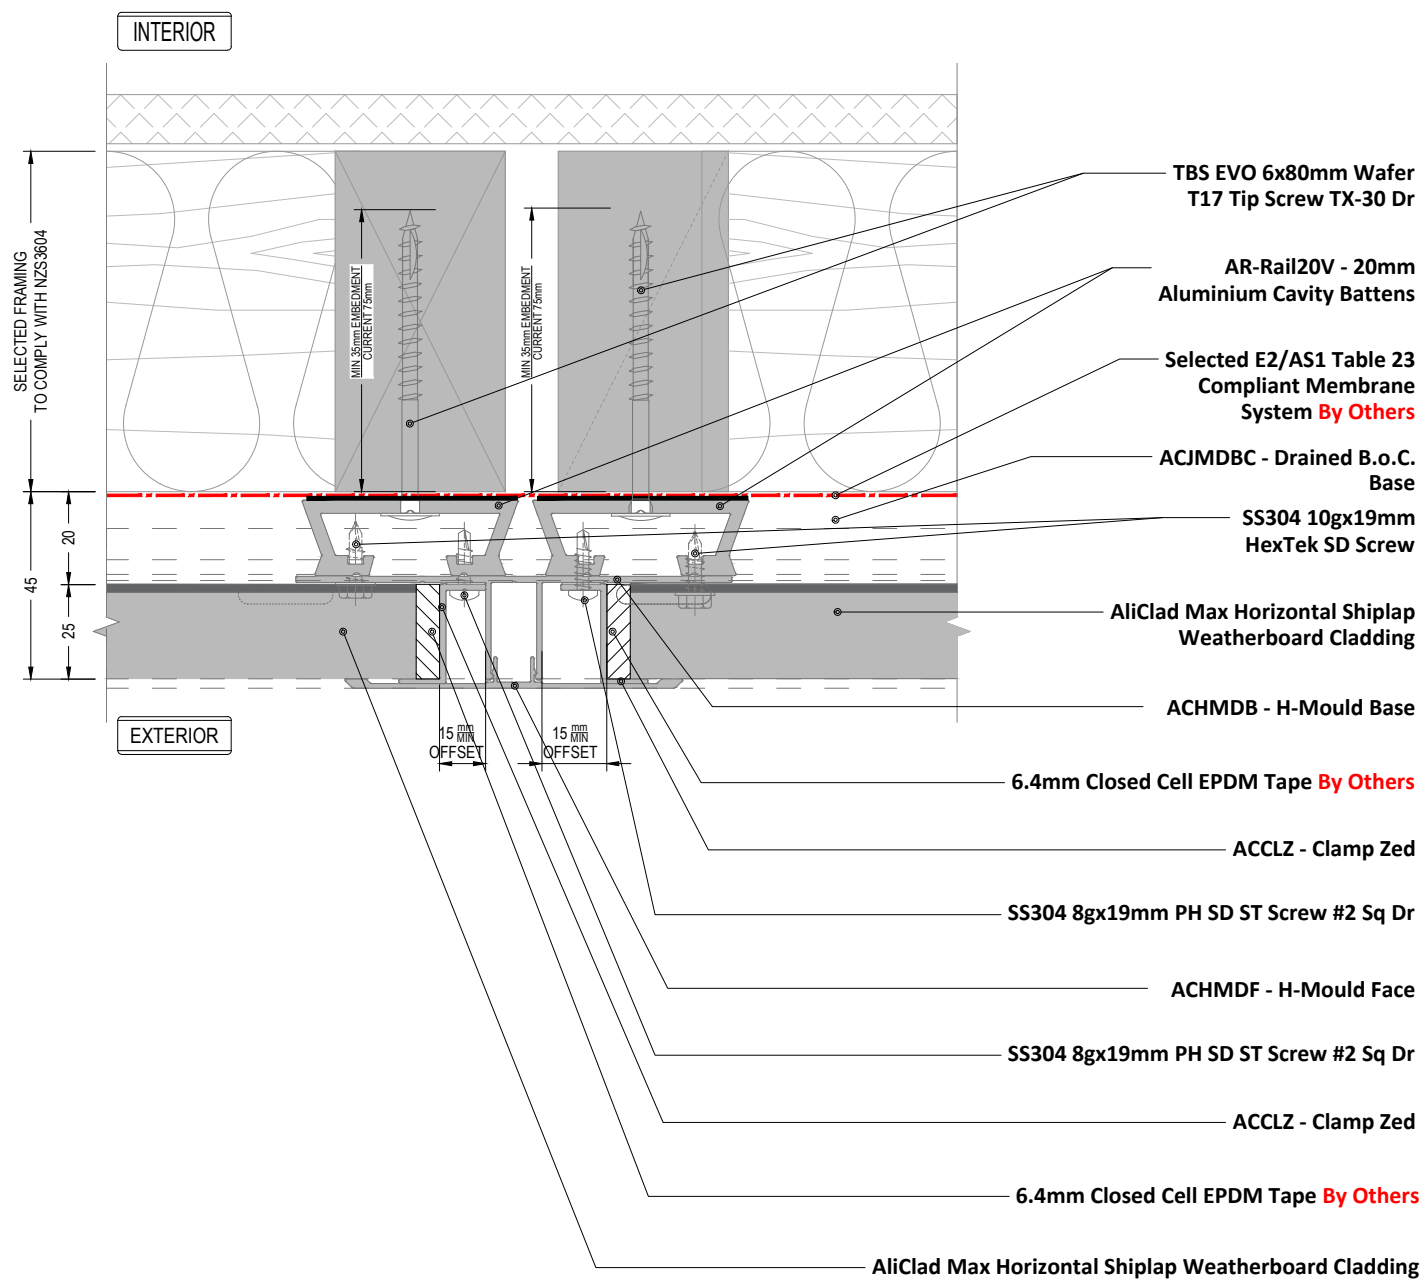 INTERIOR
TBS EVO 6x80mm Wafer
T17 Tip Screw TX-30 Dr
AR-Rail20V - 20mm
Aluminium Cavity Battens
SELECTED FRAMING
TO COMPLY WITH NZS3604
MIN 35mm EMBEDMENT
CURRENT 75mm
MIN 35mm EMBEDMENT
CURRENT 75mm
Selected E2/AS1 Table 23
Compliant Membrane
System By Others
ACJMDBC - Drained B.o.C.
Base
SS304 10gx19mm
HexTek SD Screw
20
45
25
AliClad Max Horizontal Shiplap
Weatherboard Cladding
ACHMDB - H-Mould Base
EXTERIOR
15 mm MIN
OFFSET
15 mm MIN
OFFSET
6.4mm Closed Cell EPDM Tape By Others
ACCLZ - Clamp Zed
SS304 8gx19mm PH SD ST Screw #2 Sq Dr
ACHMDF - H-Mould Face
SS304 8gx19mm PH SD ST Screw #2 Sq Dr
ACCLZ - Clamp Zed
6.4mm Closed Cell EPDM Tape By Others
AliClad Max Horizontal Shiplap Weatherboard Cladding